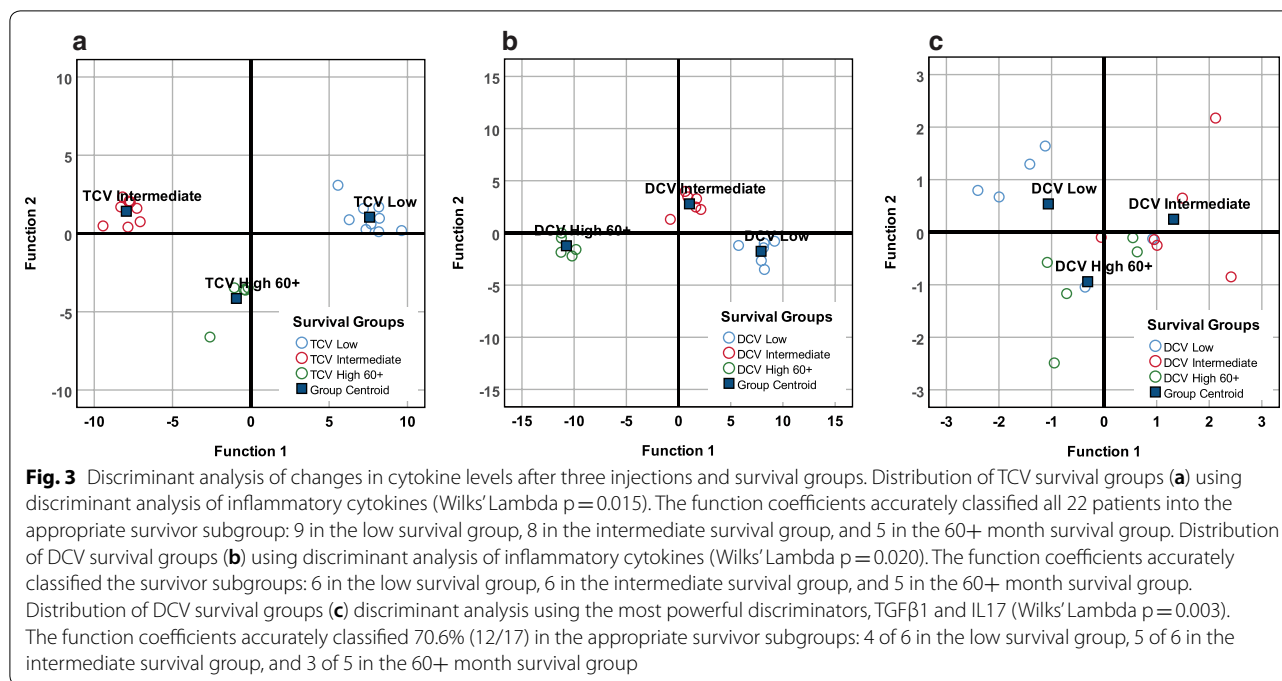 a
10
5
0
-5
-10
Function 2
TCV Intermediate
TCV Low
TCV High 60+
Survival Groups
TCV Low
TCV Intermediate
TCV High 60+
Group Centroid
-10 -5 0 5 10
Function 1
b
15
10
5
0
-5
-10
-15
Function 2
DCV Intermediate
DCV High 60+
DCV Low
Survival Groups
DCV Low
DCV Intermediate
DCV High 60+
Group Centroid
-15 -10 -5 0 5 10 15
Function 1
c
3
2
1
0
-1
-2
-3
Function 2
DCV Low
DCV Intermediate
DCV High 60+
Survival Groups
DCV Low
DCV Intermediate
DCV High 60+
Group Centroid
-3 -2 -1 0 1 2 3
Function 1
Fig. 3 Discriminant analysis of changes in cytokine levels after three injections and survival groups. Distribution of TCV survival groups (a) using
discriminant analysis of inflammatory cytokines (Wilks’ Lambda p = 0.015). The function coefficients accurately classified all 22 patients into the
appropriate survivor subgroup: 9 in the low survival group, 8 in the intermediate survival group, and 5 in the 60+ month survival group. Distribution
of DCV survival groups (b) using discriminant analysis of inflammatory cytokines (Wilks’ Lambda p = 0.020). The function coefficients accurately
classified the survivor subgroups: 6 in the low survival group, 6 in the intermediate survival group, and 5 in the 60+ month survival group.
Distribution of DCV survival groups (c) discriminant analysis using the most powerful discriminators, TGFβ1 and IL17 (Wilks’ Lambda p = 0.003).
The function coefficients accurately classified 70.6% (12/17) in the appropriate survivor subgroups: 4 of 6 in the low survival group, 5 of 6 in the
intermediate survival group, and 3 of 5 in the 60+ month survival group